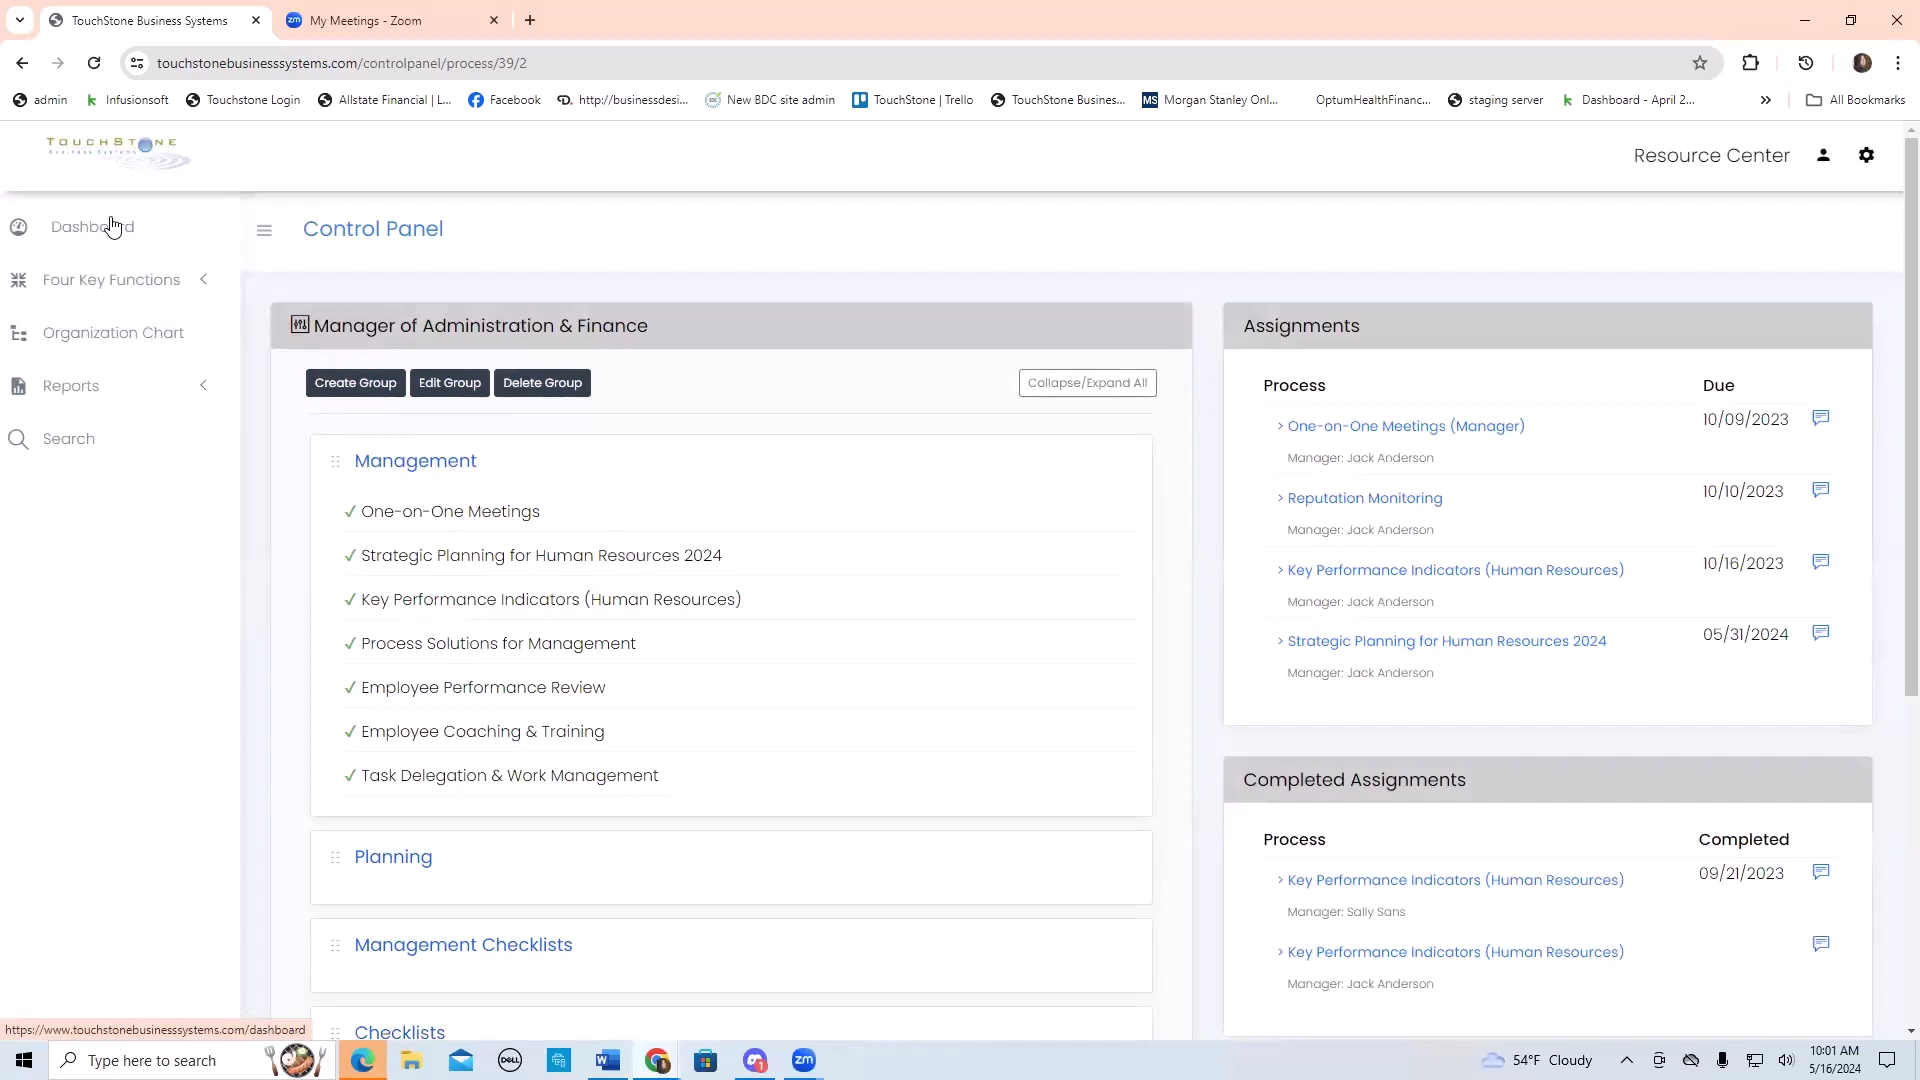 TouchStone Business Systems
My Meetings - Zoom
touchstonebusinesssystems.com/controlpanel/process/39/2
admin
Infusionsoft
Touchstone Login
Allstate Financial | L...
Facebook
http://businessdesi...
New BDC site admin
TouchStone | Trello
TouchStone Busines...
MS Morgan Stanley Onl...
OptumHealthFinanc...
staging server
Dashboard - April 2...
All Bookmarks
TOUCHSTONE
Business Systems
Resource Center
Dashboard
Four Key Functions
Organization Chart
Reports
Search
Control Panel
Manager of Administration & Finance
Create Group
Edit Group
Delete Group
Collapse/Expand All
Management
One-on-One Meetings
Strategic Planning for Human Resources 2024
Key Performance Indicators (Human Resources)
Process Solutions for Management
Employee Performance Review
Employee Coaching & Training
Task Delegation & Work Management
Planning
Management Checklists
Checklists
Assignments
Process Due
> One-on-One Meetings (Manager) 10/09/2023
Manager: Jack Anderson
> Reputation Monitoring 10/10/2023
Manager: Jack Anderson
> Key Performance Indicators (Human Resources) 10/16/2023
Manager: Jack Anderson
> Strategic Planning for Human Resources 2024 05/31/2024
Manager: Jack Anderson
Completed Assignments
Process Completed
> Key Performance Indicators (Human Resources) 09/21/2023
Manager: Sally Sans
> Key Performance Indicators (Human Resources)
Manager: Jack Anderson
https://www.touchstonebusinesssystems.com/dashboard
Type here to search
DELL
zm
54°F Cloudy
10:01 AM
5/16/2024